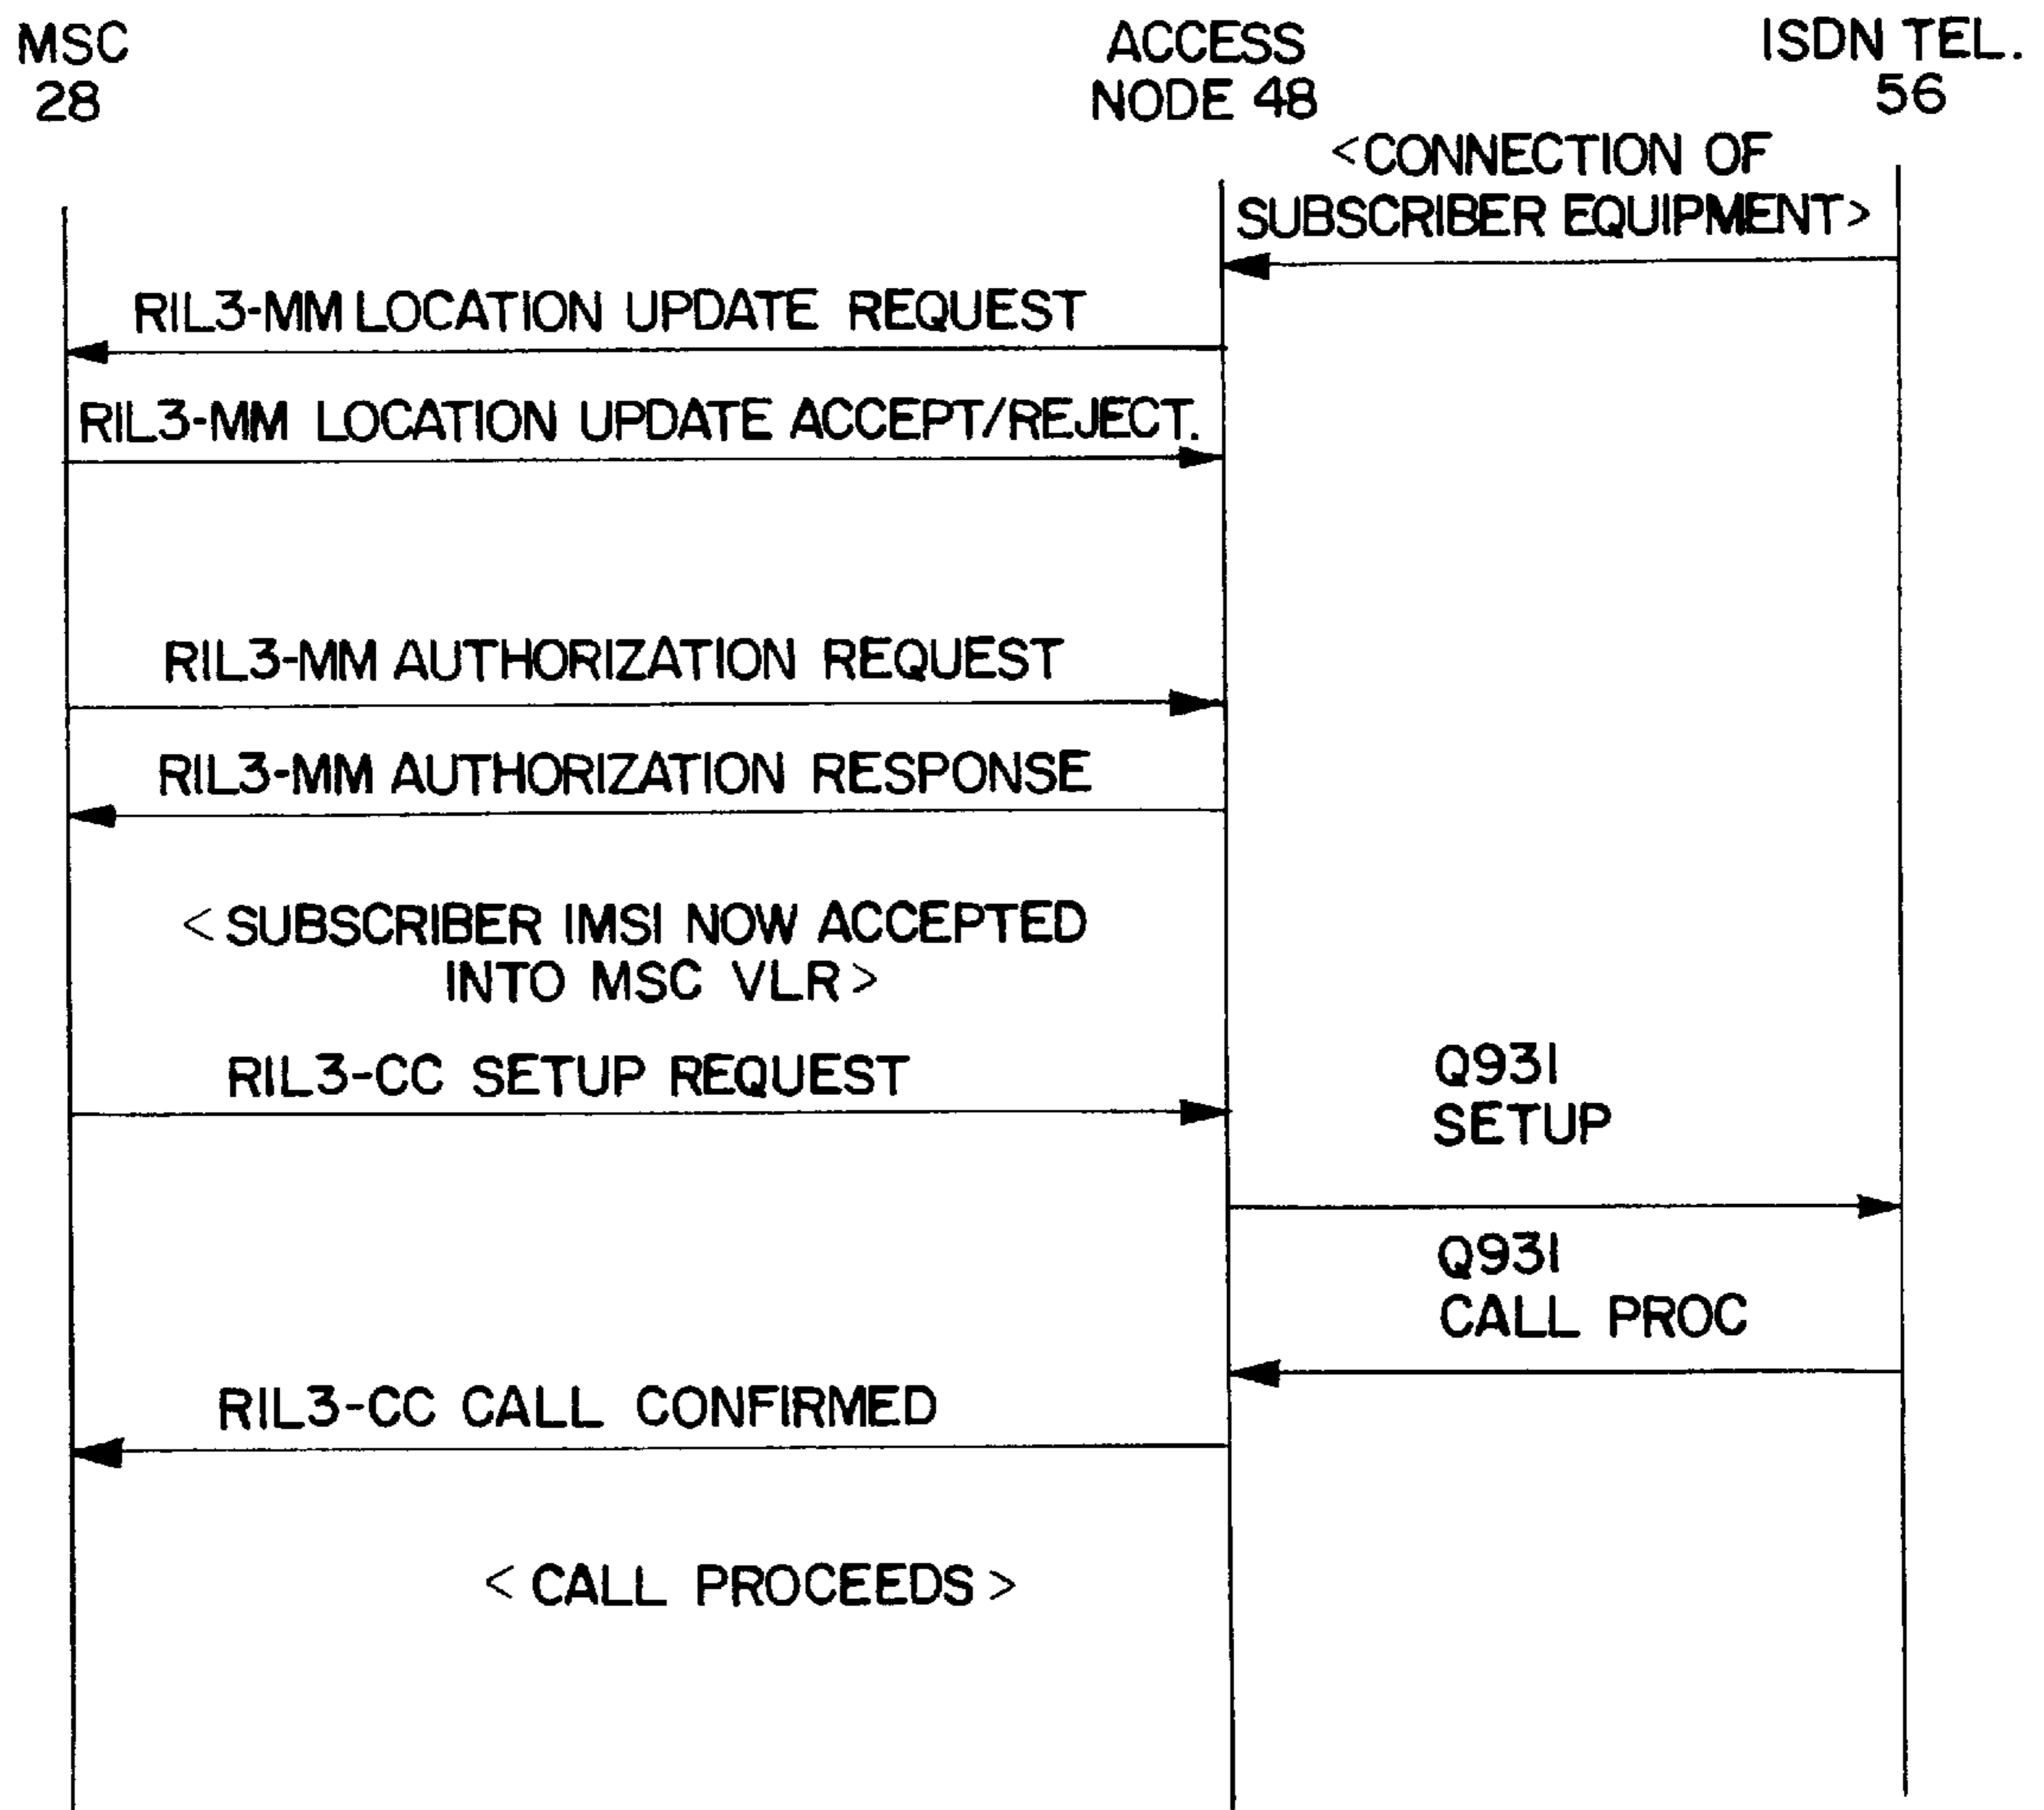 MSC
28
ACCESS
NODE 48
ISDN TEL.
56
<CONNECTION OF
SUBSCRIBER EQUIPMENT>
RIL3-MM LOCATION UPDATE REQUEST
RIL3-MM LOCATION UPDATE ACCEPT/REJECT.
RIL3-MM AUTHORIZATION REQUEST
RIL3-MM AUTHORIZATION RESPONSE
< SUBSCRIBER IMSI NOW ACCEPTED
INTO MSC VLR >
RIL3-CC SETUP REQUEST
Q931
SETUP
Q931
CALL PROC
RIL3-CC CALL CONFIRMED
< CALL PROCEEDS >